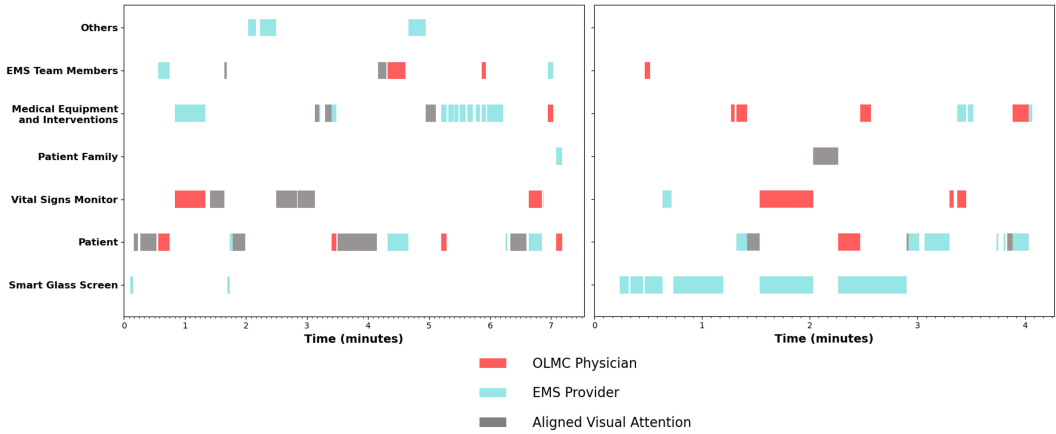 Others
EMS Team Members
Medical Equipment
and Interventions
Patient Family
Vital Signs Monitor
Patient
Smart Glass Screen
0 1 2 3 4 5 6 7
Time (minutes)
0 1 2 3 4
Time (minutes)
OLMC Physician
EMS Provider
Aligned Visual Attention